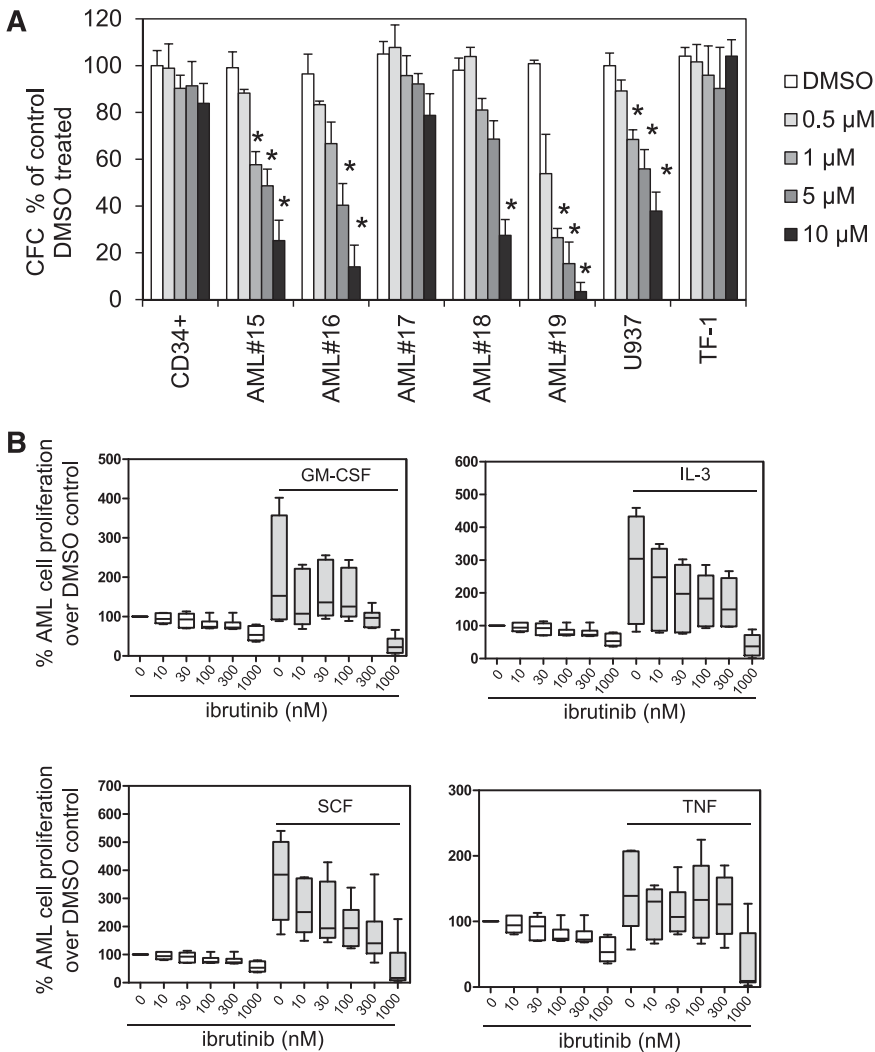 A
CFC % of control
DMSO treated
120
100
80
60
40
20
0
* * *
* *
*
* * *
* * *
DMSO
0.5 µM
1 µM
5 µM
10 µM
CD34+
AML#15
AML#16
AML#17
AML#18
AML#19
U937
TF-1
B
% AML cell proliferation
over DMSO control
500
400
300
200
100
0
GM-CSF
0 10 30 100 300 1000 0 10 30 100 300 1000
ibrutinib (nM)
600
500
400
300
200
100
0
IL-3
0 10 30 100 300 1000 0 10 30 100 300 1000
ibrutinib (nM)
% AML cell proliferation
over DMSO control
700
600
500
400
300
200
100
0
SCF
0 10 30 100 300 1000 0 10 30 100 300 1000
ibrutinib (nM)
300
200
100
0
TNF
0 10 30 100 300 1000 0 10 30 100 300 1000
ibrutinib (nM)